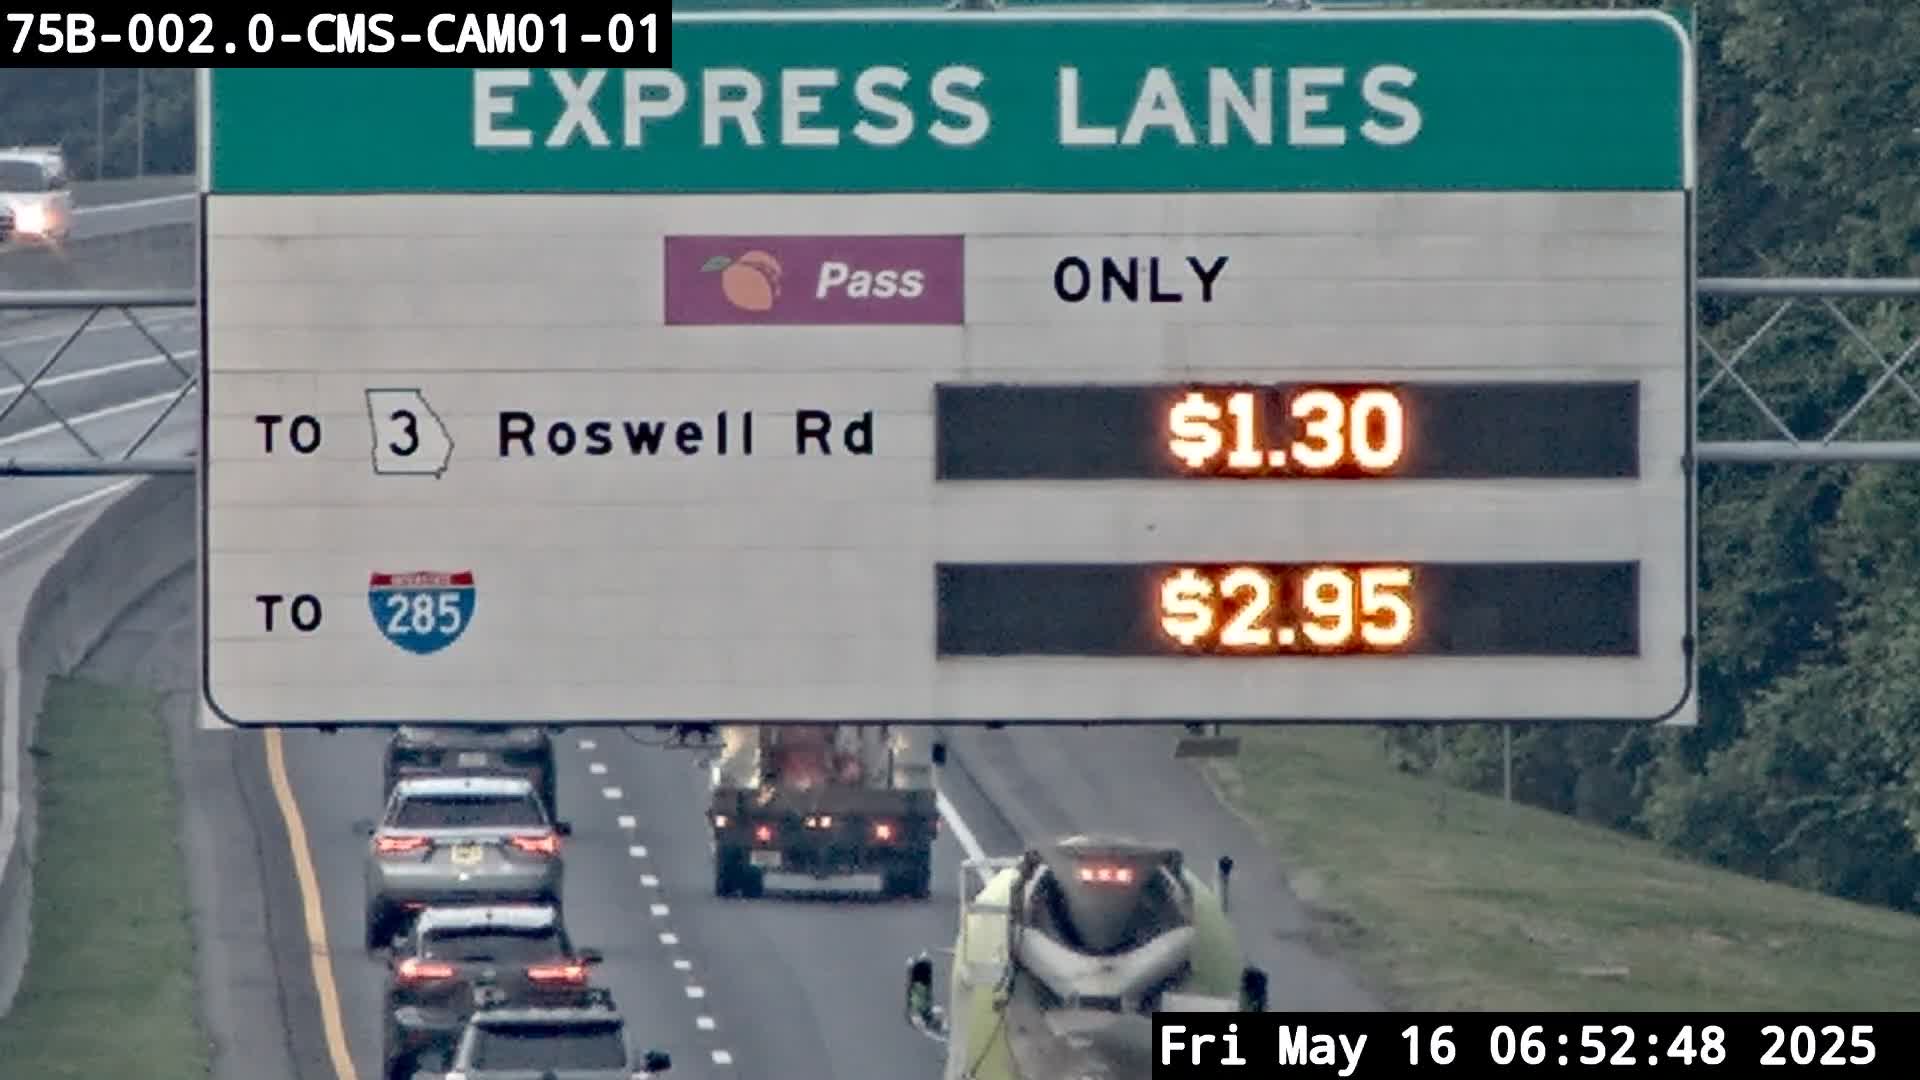 75B-002.0-CMS-CAM01-01
EXPRESS LANES
Pass ONLY
TO 3 Roswell Rd $1.30
INTERSTATE
TO 285 $2.95
Fri May 16 06:52:48 2025